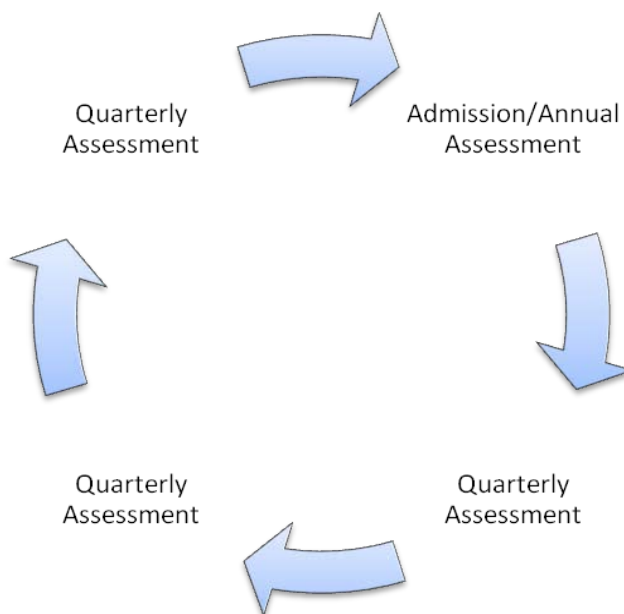 Quarterly
Assessment
Admission/Annual
Assessment
Quarterly
Assessment
Quarterly
Assessment